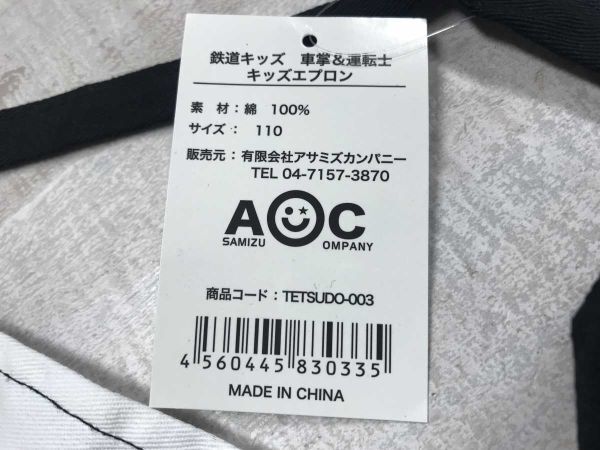 鉄道キッズ 車掌&運転士
キッズエプロン
素 材：綿 100%
サイズ： 110
販売元：有限会社アサミズカンパニー
TEL 04-7157-3870
A C
SAMIZU OMPANY
商品コード：TETSUDO-003
4 560445 830335
MADE IN CHINA